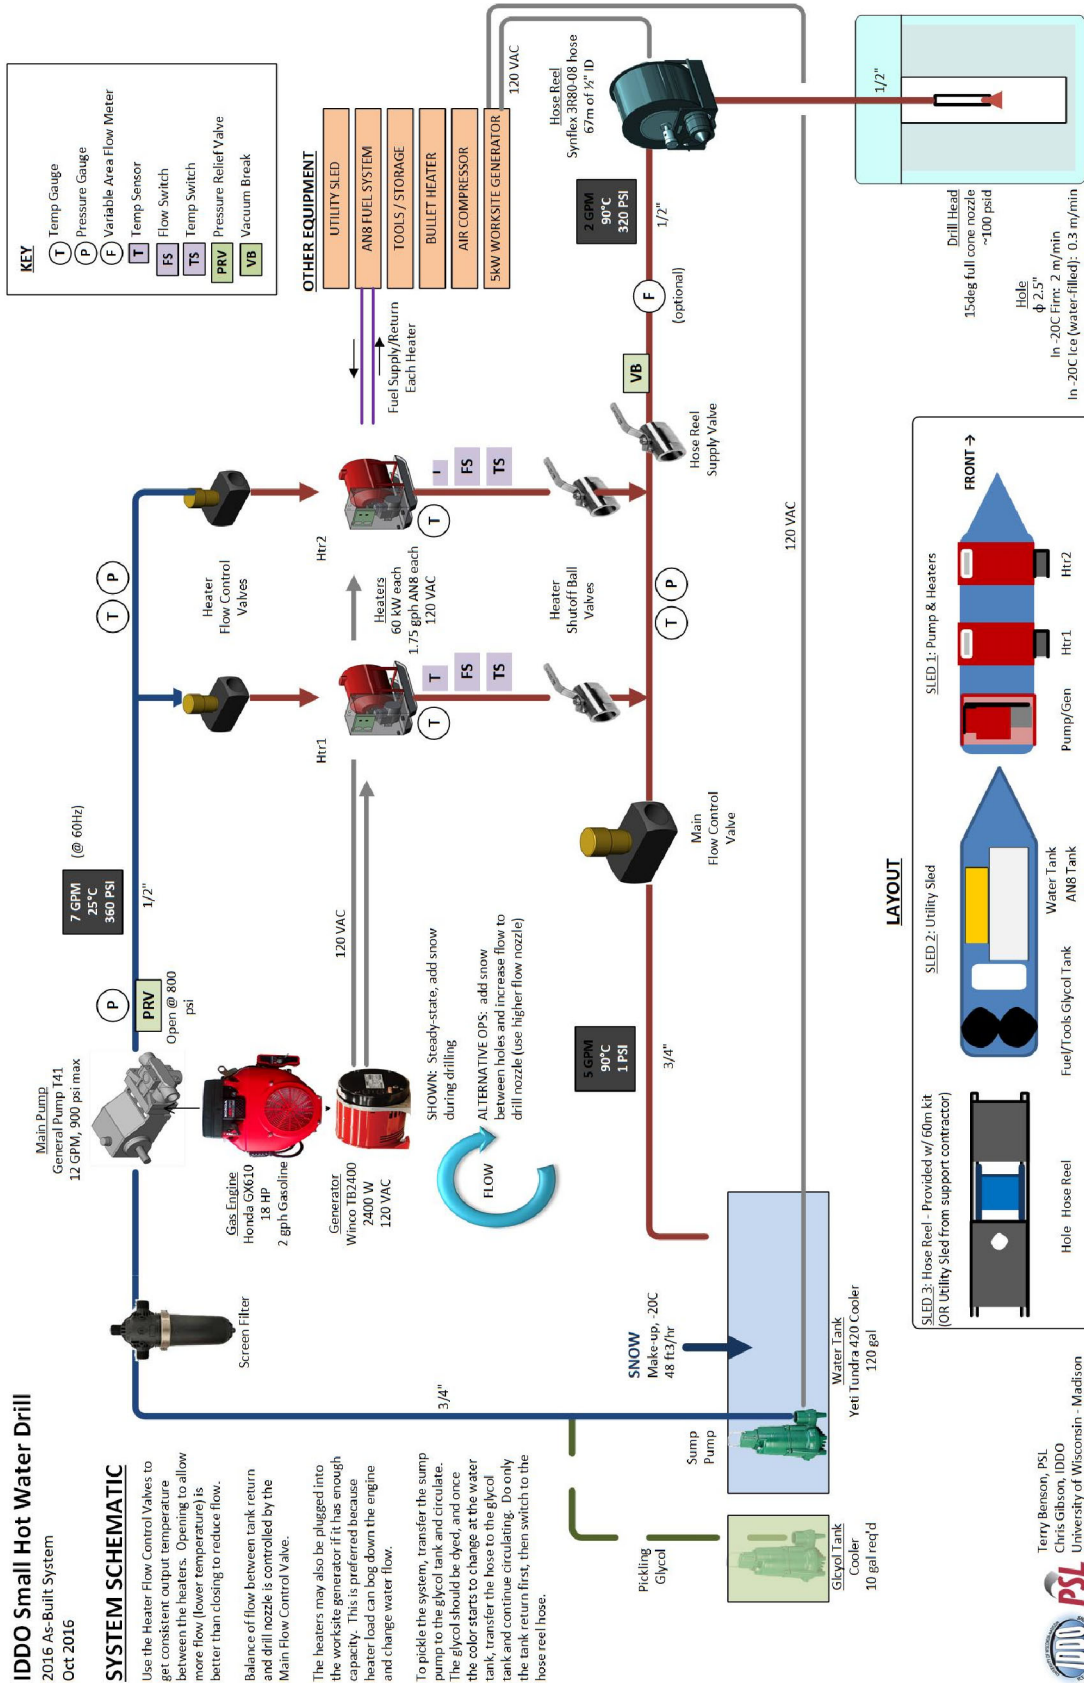 IDDO Small Hot Water Drill
2016 As-Built System
Oct 2016
SYSTEM SCHEMATIC
Use the Heater Flow Control Valves to
get consistent output temperature
between the heaters.  Opening to allow
more flow (lower temperature) is
better than closing to reduce flow.
Balance of flow between tank return
and drill nozzle is controlled by the
Main Flow Control Valve.
The heaters may also be plugged into
the worksite generator if it has enough
capacity.  This is preferred because
heater load can bog down the engine
and change water flow.
To pickle the system, transfer the sump
pump to the glycol tank and circulate.
The glycol should be dyed, and once
the color starts to change at the water
tank, transfer the hose to the glycol
tank and continue circulating.  Do only
the tank return first, then switch to the
hose reel hose.
Screen Filter
3/4"
Main Pump
General Pump T41
12 GPM, 900 psi max
P
PRV
Open @ 800
psi
7 GPM
25°C
360 PSI
(@ 60Hz)
1/2"
Gas Engine
Honda GX610
18 HP
2 gph Gasoline
Generator
Winco TB2400
2400 W
120 VAC
120 VAC
FLOW
SHOWN: Steady-state, add snow
during drilling
ALTERNATIVE OPS:  add snow
between holes and increase flow to
drill nozzle (use higher flow nozzle)
T
P
Heater
Flow Control
Valves
Htr1
Htr2
Heaters
60 kW each
1.75 gph AN8 each
120 VAC
T
T
FS
TS
T
FS
TS
Heater
Shutoff Ball
Valves
T
P
Main
Flow Control
Valve
5 GPM
90°C
1 PSI
3/4"
Hose Reel
Supply Valve
VB
F
(optional)
2 GPM
90°C
320 PSI
1/2"
Hose Reel
Synflex 3R80-08 hose
67m of ½" ID
120 VAC
120 VAC
1/2"
Drill Head
15deg full cone nozzle
~100 psid
Hole
ϕ 2.5"
In -20C Firn:  2 m/min
In -20C Ice (water-filled):  0.3 m/min
KEY
T Temp Gauge
P Pressure Gauge
F Variable Area Flow Meter
T Temp Sensor
FS Flow Switch
TS Temp Switch
PRV Pressure Relief Valve
VB Vacuum Break
OTHER EQUIPMENT
UTILITY SLED
AN8 FUEL SYSTEM
TOOLS / STORAGE
BULLET HEATER
AIR COMPRESSOR
5kW WORKSITE GENERATOR
Fuel Supply/Return
Each Heater
SNOW
Make-up, -20C
48 ft3/hr
Sump
Pump
Water Tank
Yeti Tundra 420 Cooler
120 gal
Pickling
Glycol
Glcyol Tank
Cooler
10 gal req'd
LAYOUT
SLED 3: Hose Reel - Provided w/ 60m kit
(OR Utility Sled from support contractor)
Hole
Hose Reel
SLED 2: Utility Sled
Fuel/Tools
Glycol Tank
Water Tank
AN8 Tank
SLED 1: Pump & Heaters
FRONT →
Pump/Gen
Htr1
Htr2
IDDO
PSL
Terry Benson, PSL
Chris Gibson, IDDO
University of Wisconsin - Madison